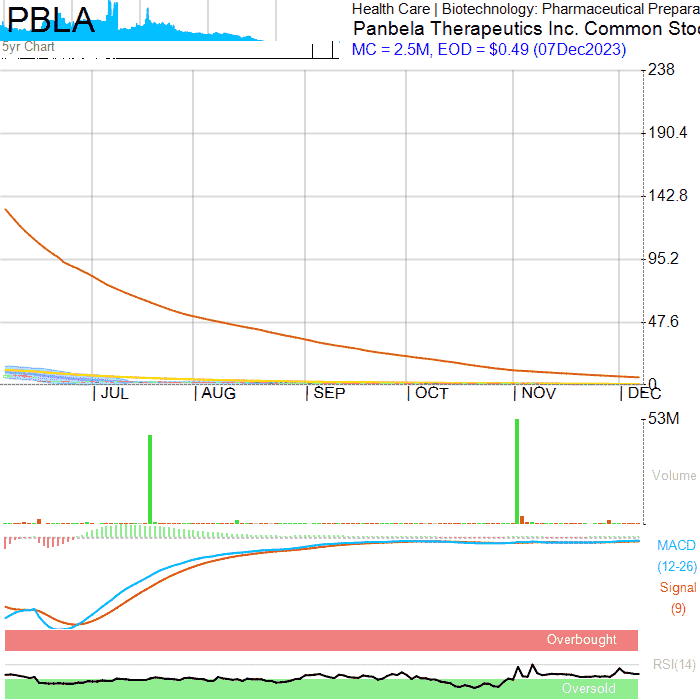 PBLA
5yr Chart
Health Care | Biotechnology: Pharmaceutical Prepara
Panbela Therapeutics Inc. Common Stoc
MC = 2.5M, EOD = $0.49 (07Dec2023)
238
190.4
142.8
95.2
47.6
0
JUL AUG SEP OCT NOV DEC
53M
Volume
MACD
(12-26)
Signal
(9)
Overbought
RSI(14)
Oversold